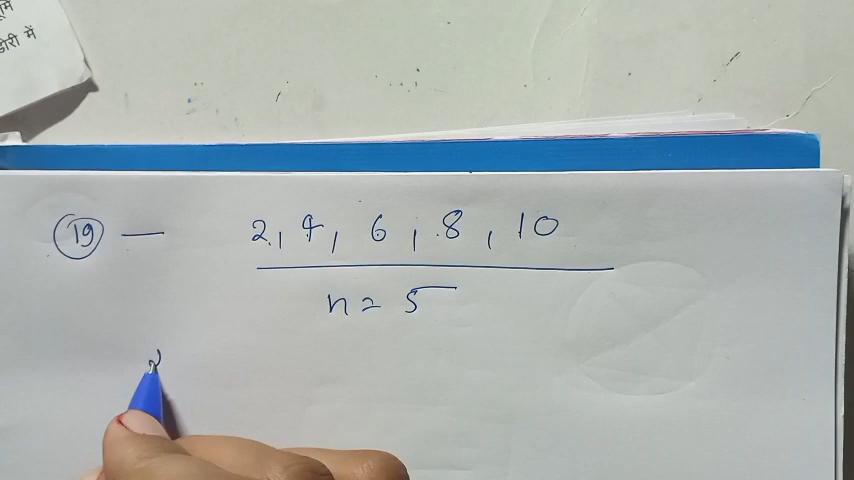 डोरी में
19 — 2, 4, 6, 8, 10
n = 5